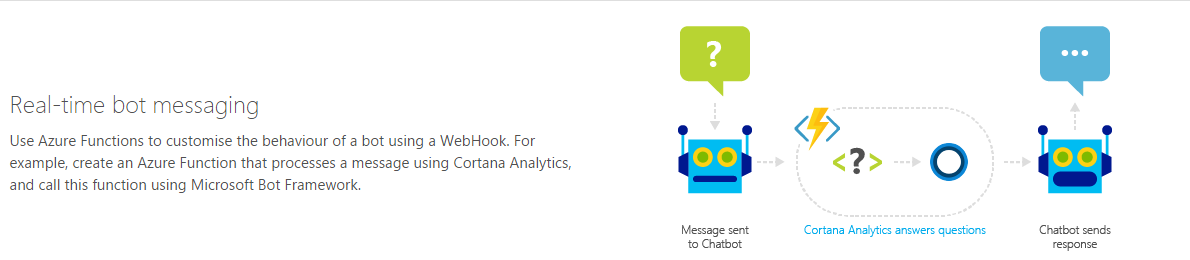 Real-time bot messaging
Use Azure Functions to customise the behaviour of a bot using a WebHook. For
example, create an Azure Function that processes a message using Cortana Analytics,
and call this function using Microsoft Bot Framework.
?
...
<?>
Message sent
to Chatbot
Cortana Analytics answers questions
Chatbot sends
response